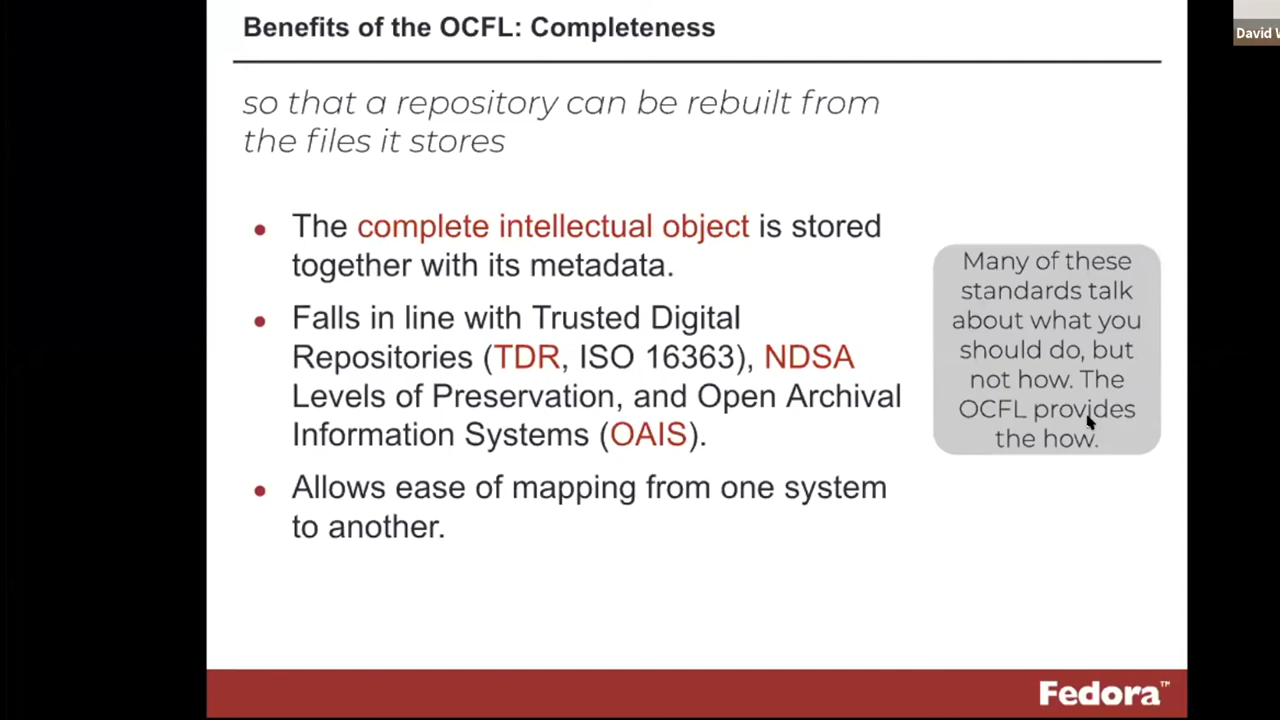 Benefits of the OCFL: Completeness
David
so that a repository can be rebuilt from
the files it stores
The complete intellectual object is stored
together with its metadata.
Falls in line with Trusted Digital
Repositories (TDR, ISO 16363), NDSA
Levels of Preservation, and Open Archival
Information Systems (OAIS).
Allows ease of mapping from one system
to another.
Many of these
standards talk
about what you
should do, but
not how. The
OCFL provides
the how.
Fedora™